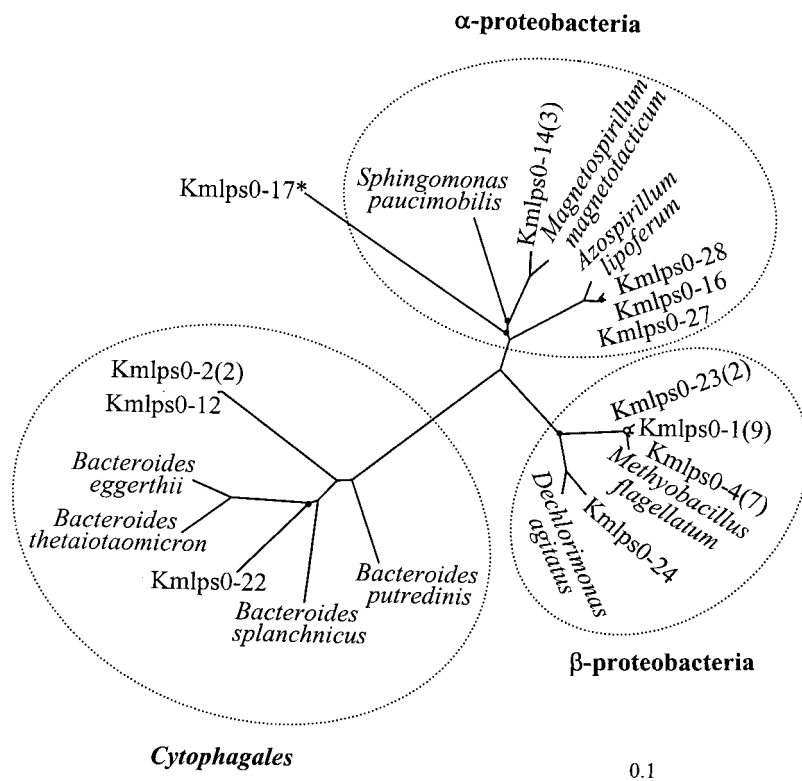 α-proteobacteria
Kmlps0-17*
Sphingomonas
paucimobilis
Kmlps0-14(3)
Magnetospirillum
magnetotacticum
Azospirillum
lipoferum
Kmlps0-28
Kmlps0-16
Kmlps0-27
Kmlps0-2(2)
Kmlps0-12
Bacteroides
eggerthii
Bacteroides
thetaiotaomicron
Kmlps0-22
Bacteroides
splanchnicus
Bacteroides
putredinis
Kmlps0-23(2)
Kmlps0-1(9)
Kmlps0-4(7)
Methyobacillus
flagellatum
Kmlps0-24
Dechlorimonas
agitatus
β-proteobacteria
Cytophagales
0.1